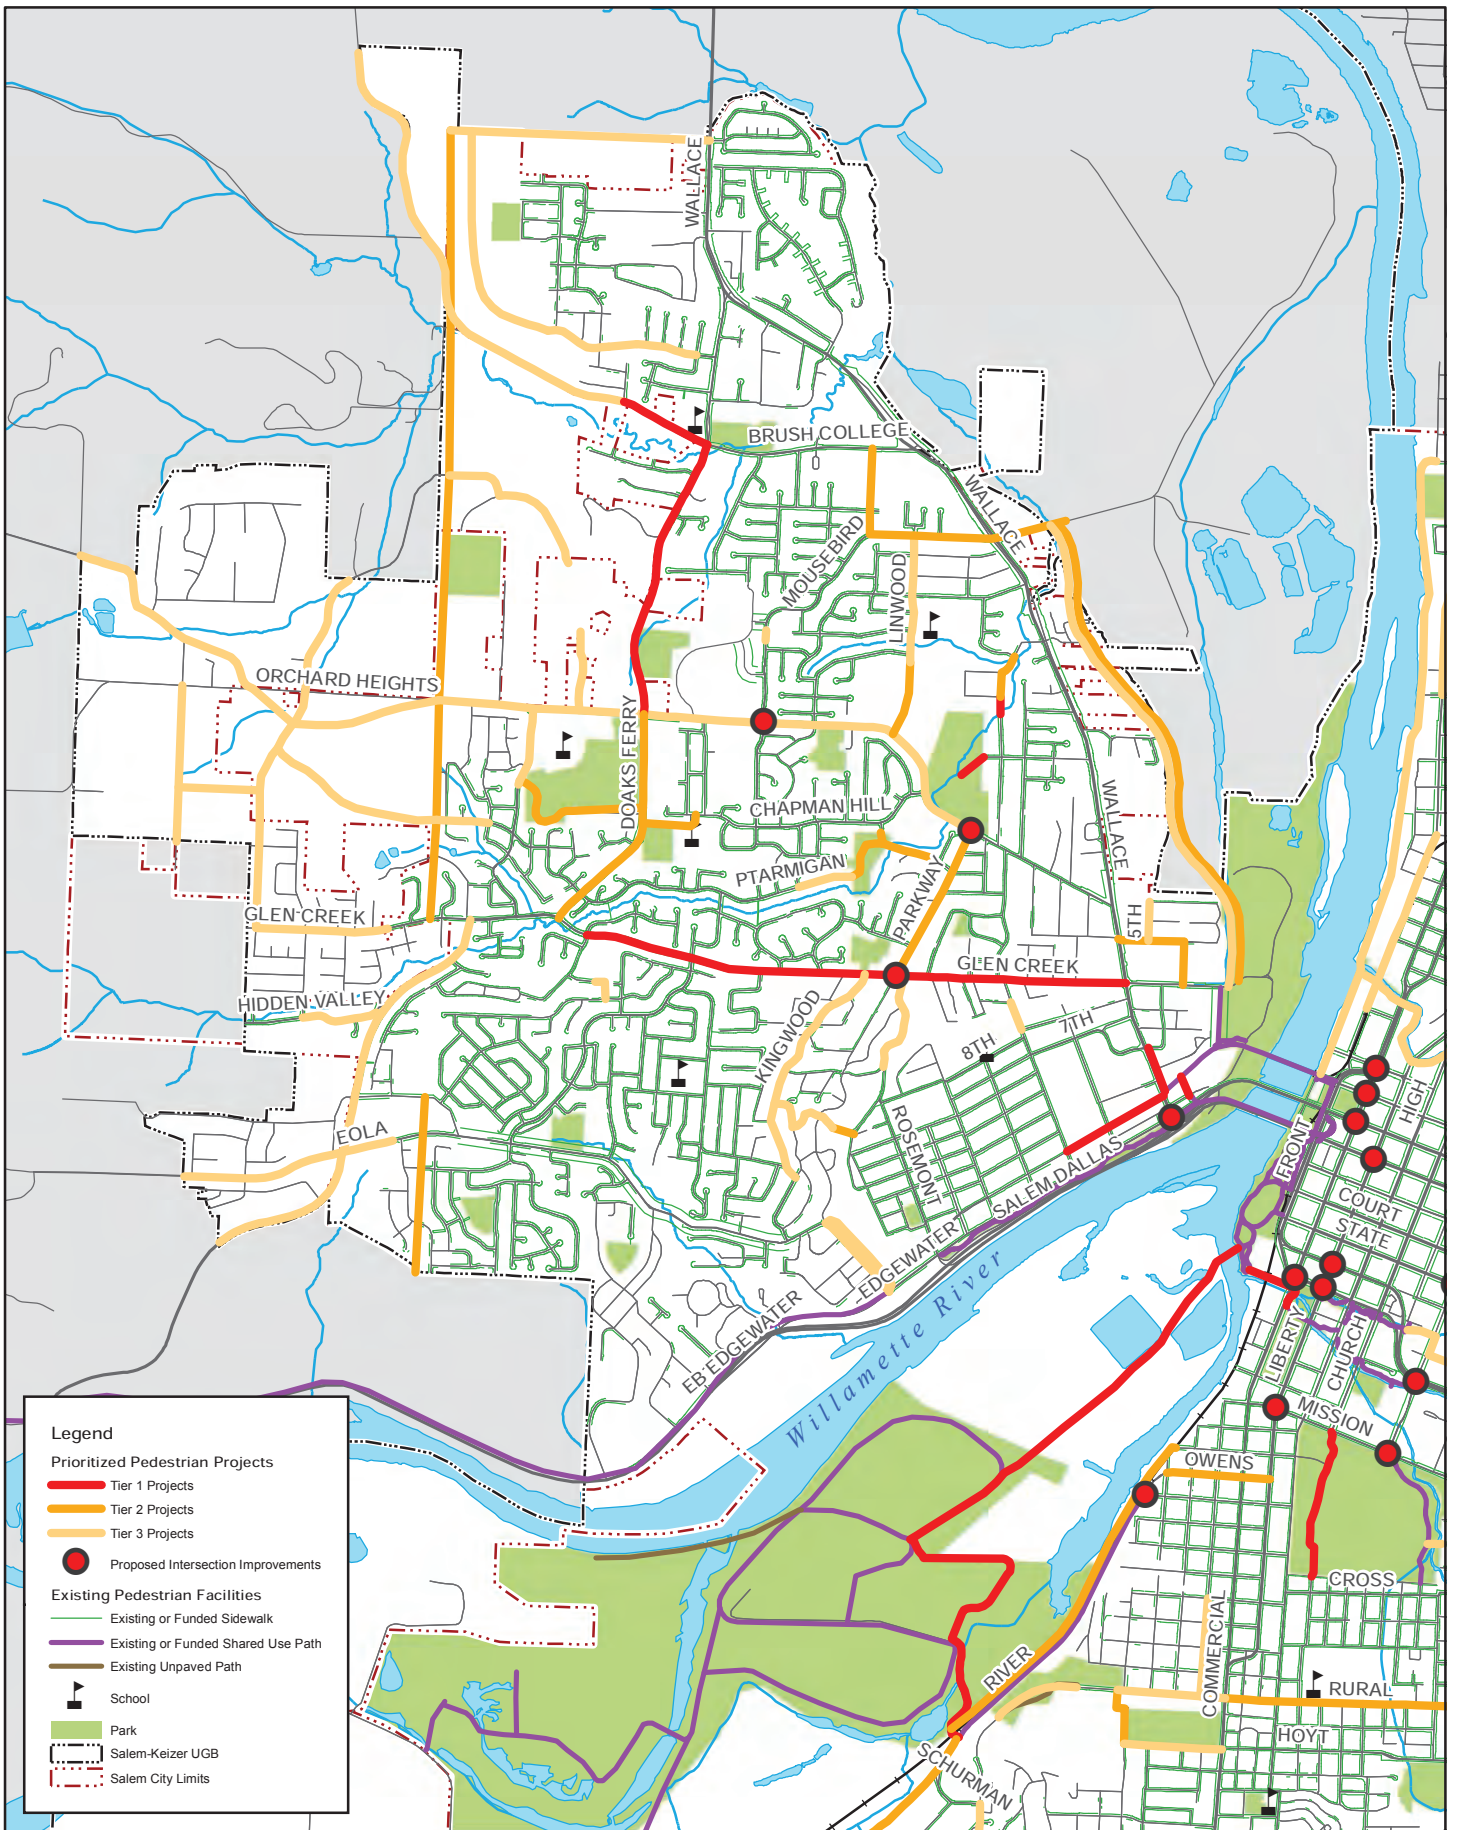 WALLACE
BRUSH COLLEGE
WALLACE
MOUSEBIRD
LINWOOD
ORCHARD HEIGHTS
DOAKS FERRY
CHAPMAN HILL
WALLACE
PTARMIGAN
PARKWAY
GLEN CREEK
5TH
GLEN CREEK
HIDDEN VALLEY
KINGWOOD
7TH
8TH
HIGH
EOLA
ROSEMONT
FRONT
SALEM DALLAS
COURT
STATE
EDGEWATER
EB EDGEWATER
Willamette River
LIBERTY
CHURCH
MISSION
OWENS
CROSS
COMMERCIAL
RIVER
RURAL
HOYT
SCHURMAN
Legend
Prioritized Pedestrian Projects
Tier 1 Projects
Tier 2 Projects
Tier 3 Projects
Proposed Intersection Improvements
Existing Pedestrian Facilities
Existing or Funded Sidewalk
Existing or Funded Shared Use Path
Existing Unpaved Path
School
Park
Salem-Keizer UGB
Salem City Limits